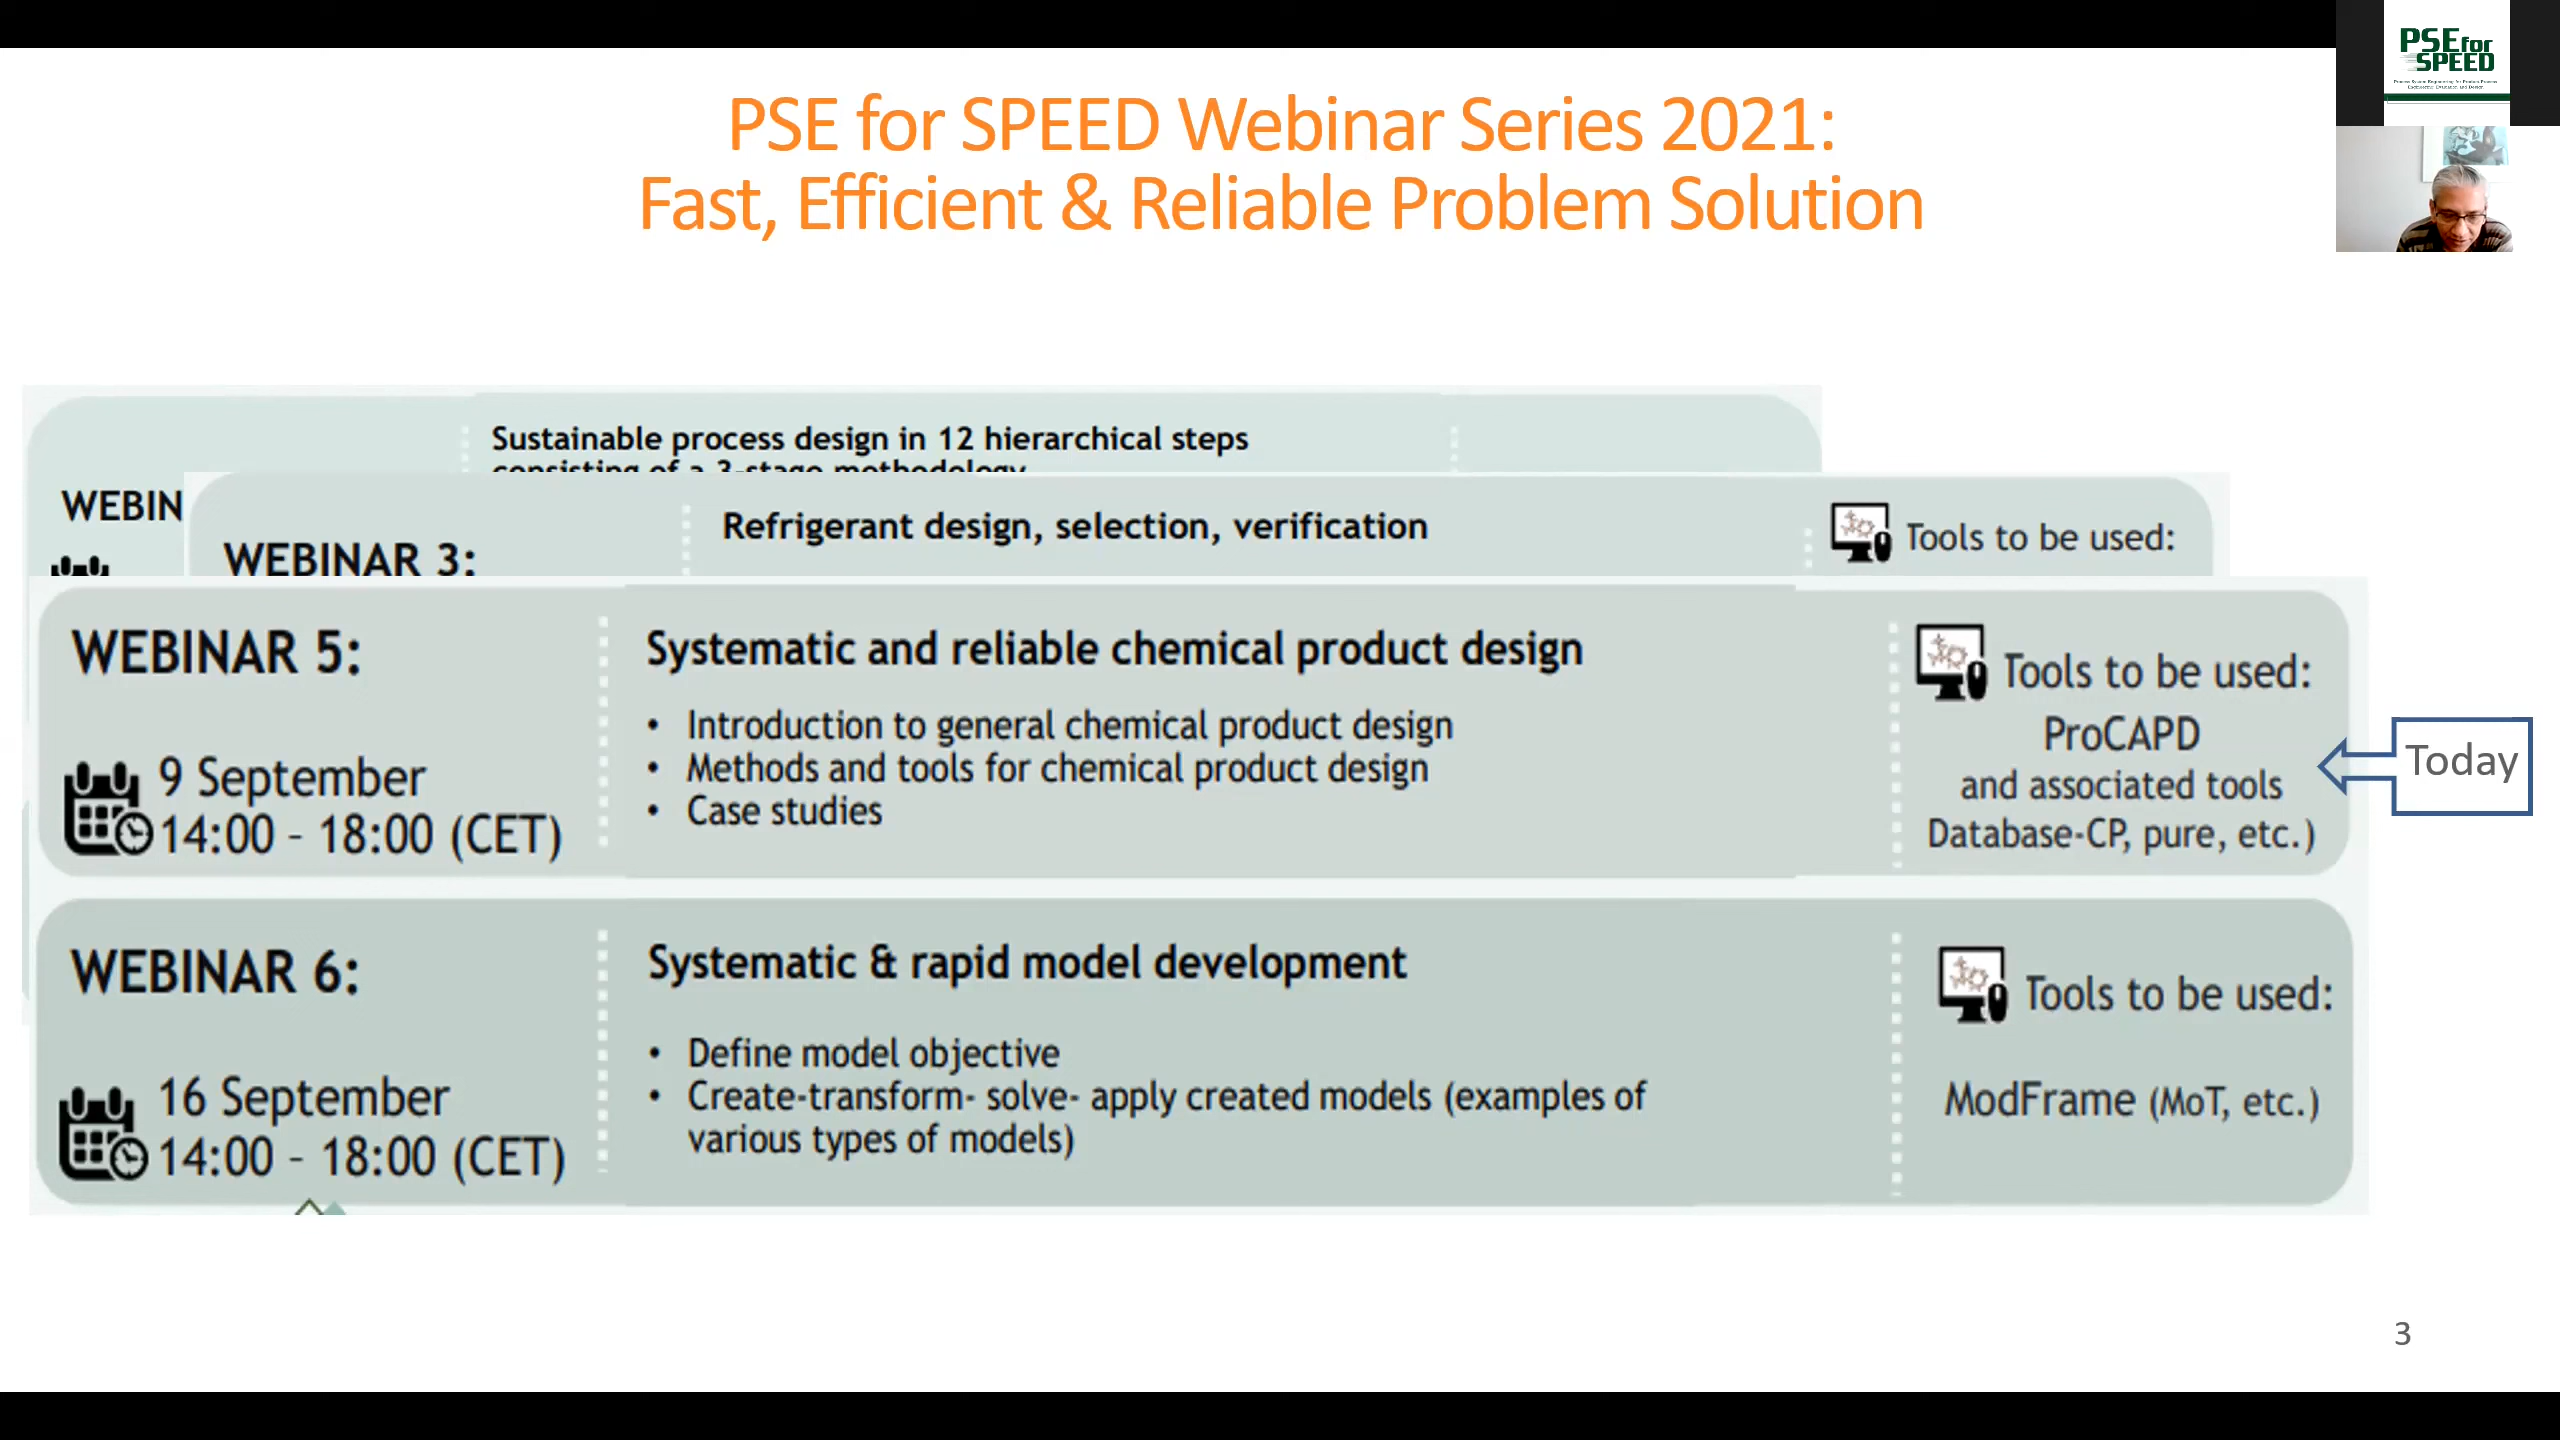 PSE for
SPEED
PSE for SPEED Webinar Series 2021:
Fast, Efficient & Reliable Problem Solution
Sustainable process design in 12 hierarchical steps
consisting of a 3-stage methodology
WEBIN
Refrigerant design, selection, verification
WEBINAR 3:
Tools to be used:
WEBINAR 5:
9 September
14:00 - 18:00 (CET)
Systematic and reliable chemical product design
• Introduction to general chemical product design
• Methods and tools for chemical product design
• Case studies
Tools to be used:
ProCAPD
and associated tools
Database-CP, pure, etc.)
Today
WEBINAR 6:
16 September
14:00 - 18:00 (CET)
Systematic & rapid model development
• Define model objective
• Create-transform- solve- apply created models (examples of
various types of models)
Tools to be used:
ModFrame (MoT, etc.)
3